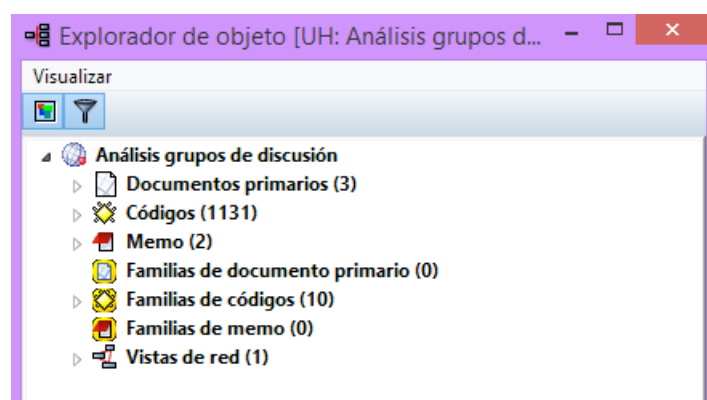 Explorador de objeto [UH: Análisis grupos d...
Visualizar
Análisis grupos de discusión
Documentos primarios (3)
Códigos (1131)
Memo (2)
Familias de documento primario (0)
Familias de códigos (10)
Familias de memo (0)
Vistas de red (1)